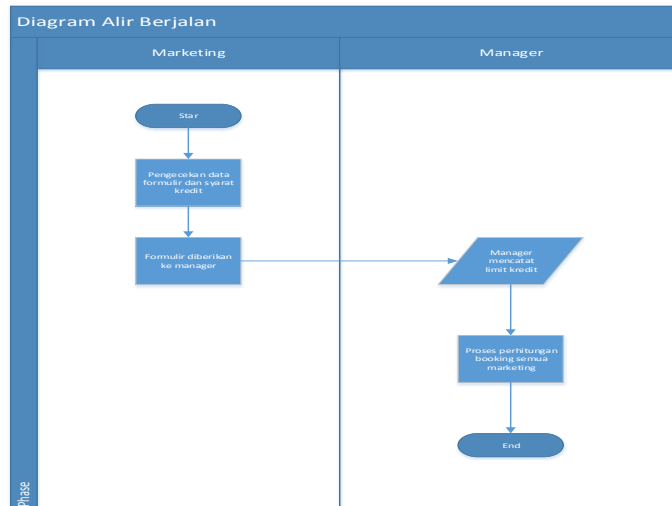 Diagram Alir Berjalan
Marketing
Manager
Star
Pengecekan data
formulir dan syarat
kredit
Formulir diberikan
ke manager
Manager
mencatat
limit kredit
Proses perhitungan
booking semua
marketing
End
Phase